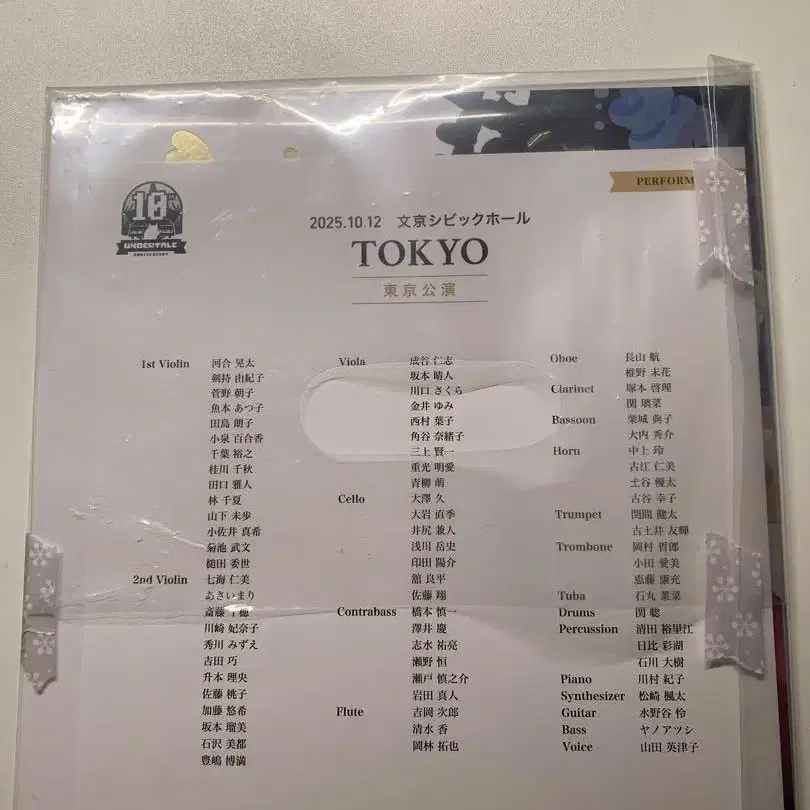 10
UNDERTALE
ANNIVERSARY
PERFORM
2025.10.12 文京シビックホール
TOKYO
東京公演
1st Violin 河合 晃太
剣持 由紀子
菅野 朝子
魚本 あつ子
田島 朗子
小泉 百合香
千葉 裕之
桂川 千秋
田口 雅人
林 千夏
山下 未歩
小佐井 真希
菊池 武文
槌田 委世
2nd Violin 七海 仁美
あさいまり
斎藤 千穂
川崎 妃奈子
秀川 みずえ
吉田 巧
升本 理央
佐藤 桃子
加藤 悠希
坂本 瑠美
石沢 美都
豊嶋 博満
Viola 成谷 仁志
坂本 晴人
川口 さくら
金井 ゆみ
西村 葉子
角谷 奈緒子
三上 賢一
重光 明愛
青柳 萌
Cello 大澤 久
大岩 直季
井尻 兼人
浅川 岳史
印田 陽介
舘 良平
佐藤 翔
Contrabass 橋本 慎一
澤井 慶
志水 祐亮
瀬野 恒
瀬戸 慎之介
岩田 真人
Flute 吉岡 次郎
清水 香
岡林 拓也
Oboe 長山 航
椎野 未花
Clarinet 塚本 啓理
関 璃菜
Bassoon 栗城 典子
大内 秀介
Horn 中上 玲
古江 仁美
土谷 優太
古谷 幸子
Trumpet 関間 健太
古土井 友輝
Trombone 岡村 哲郎
小田 愛美
恵藤 康充
Tuba 石丸 菜菜
Drums 関 聡
Percussion 清田 裕里江
日比 彩湖
石川 大樹
Piano 川村 紀子
Synthesizer 松崎 楓太
Guitar 水野谷 怜
Bass ヤノアツシ
Voice 山田 英津子